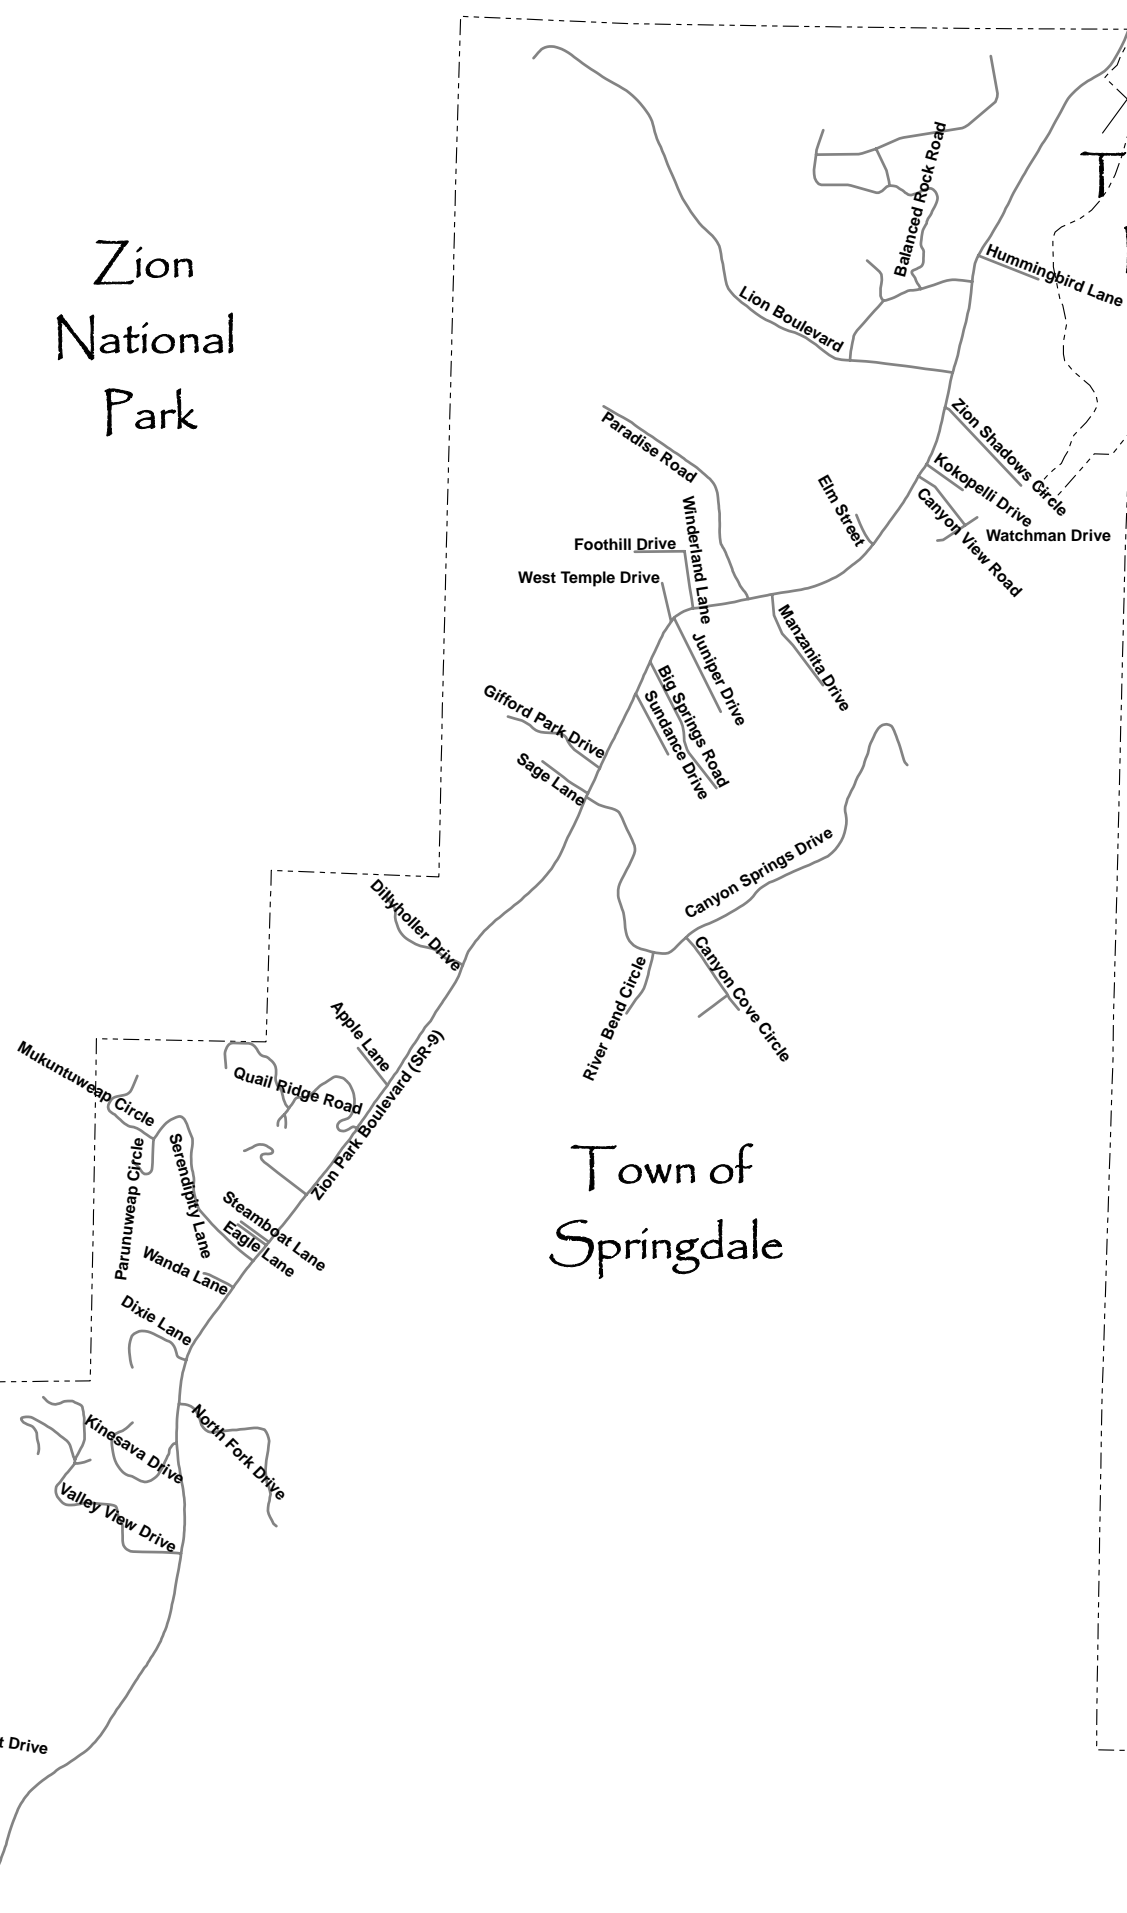 T
Balanced Rock Road
Hummingbird Lane
Zion
National
Park
Lion Boulevard
Zion Shadows Circle
Paradise Road
Kokopelli Drive
Elm Street
Canyon View Road
Watchman Drive
Winderland Lane
Foothill Drive
West Temple Drive
Manzanita Drive
Juniper Drive
Big Springs Road
Sundance Drive
Gifford Park Drive
Sage Lane
Canyon Springs Drive
Dillyholler Drive
Canyon Cove Circle
River Bend Circle
Apple Lane
Zion Park Boulevard (SR-9)
Mukuntuweap Circle
Quail Ridge Road
Parunuweap Circle
Serendipity Lane
Town of
Springdale
Steamboat Lane
Eagle Lane
Wanda Lane
Dixie Lane
North Fork Drive
Kinesava Drive
Valley View Drive
t Drive